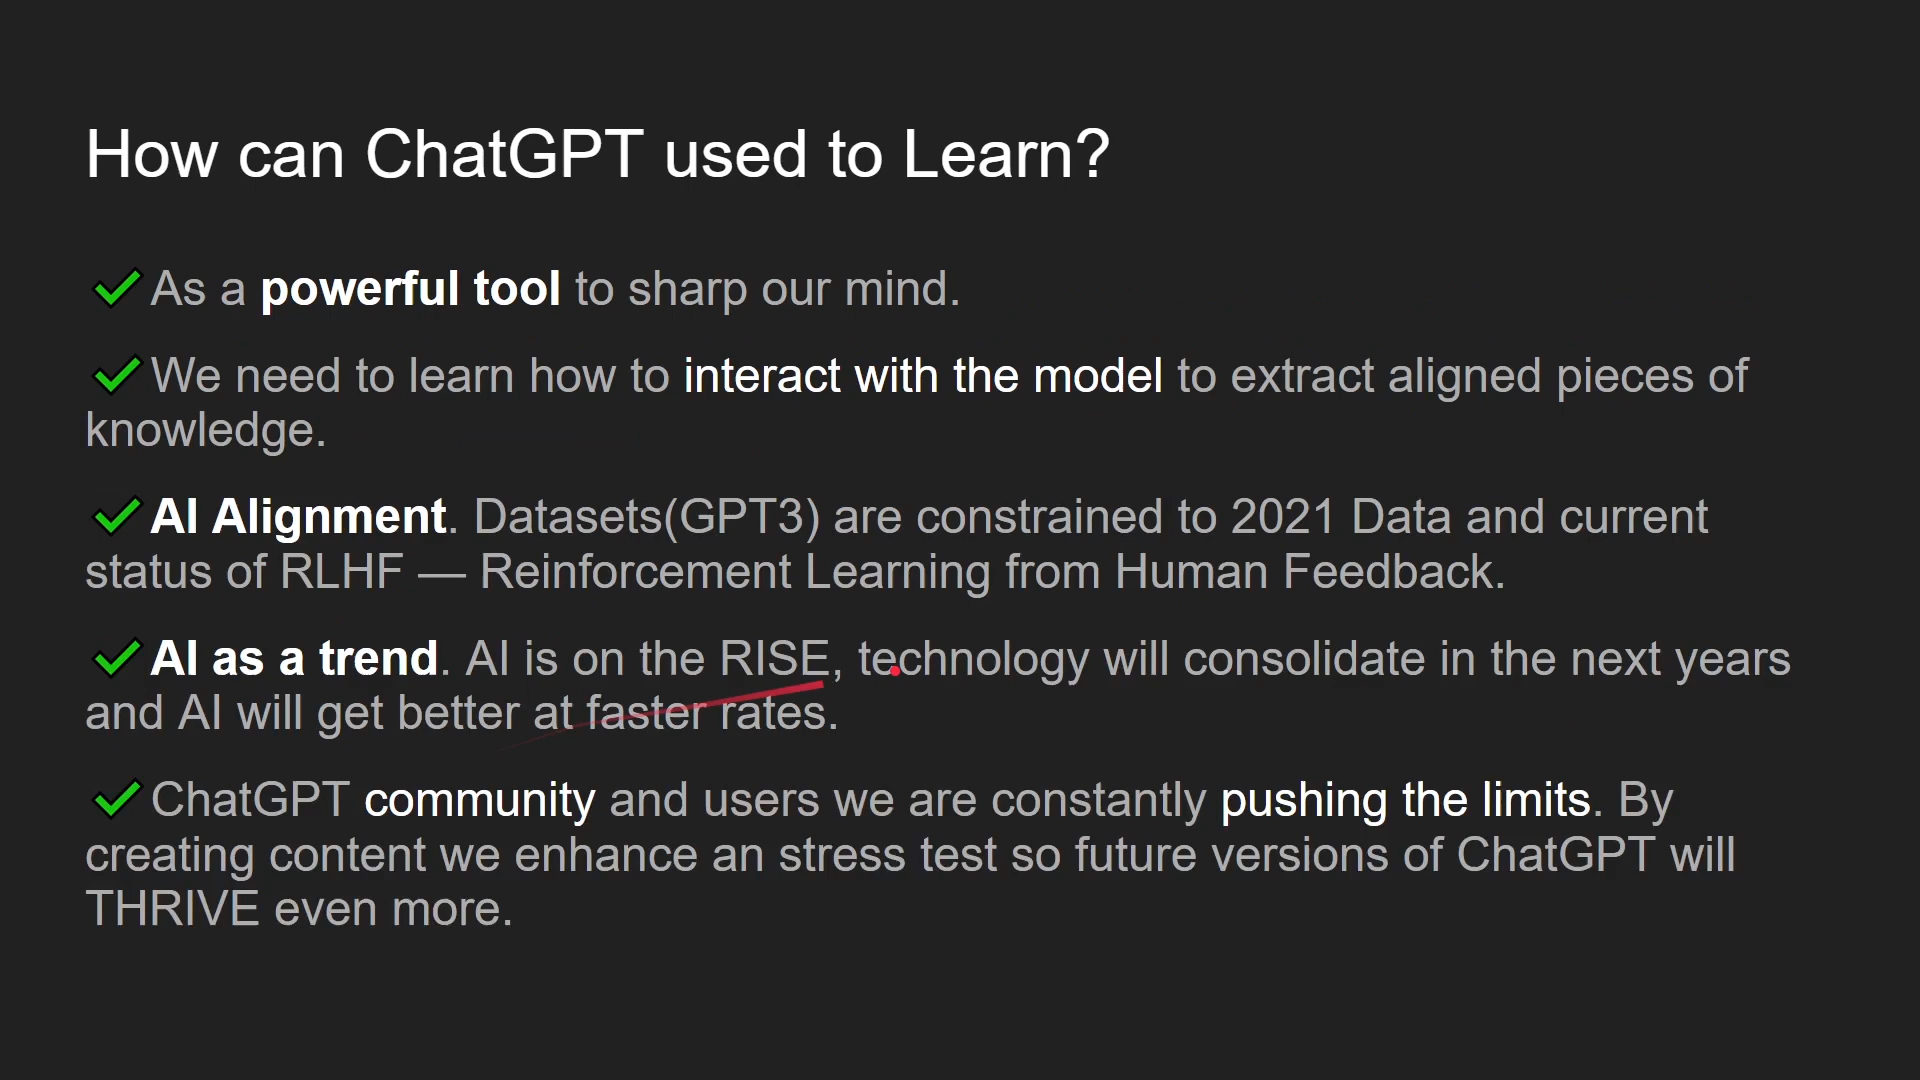 How can ChatGPT used to Learn?
✔As a powerful tool to sharp our mind.
✔We need to learn how to interact with the model to extract aligned pieces of
knowledge.
✔AI Alignment. Datasets(GPT3) are constrained to 2021 Data and current
status of RLHF — Reinforcement Learning from Human Feedback.
✔AI as a trend. AI is on the RISE, technology will consolidate in the next years
and AI will get better at faster rates.
✔ChatGPT community and users we are constantly pushing the limits. By
creating content we enhance an stress test so future versions of ChatGPT will
THRIVE even more.